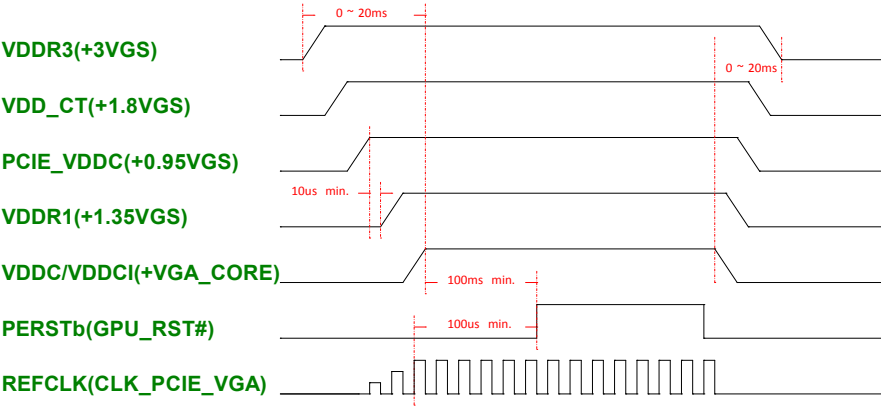 0 ~ 20ms
VDDR3(+3VGS)
0 ~ 20ms
VDD_CT(+1.8VGS)
PCIE_VDDC(+0.95VGS)
10us min.
VDDR1(+1.35VGS)
VDDC/VDDCI(+VGA_CORE)
100ms min.
PERSTb(GPU_RST#)
100us min.
REFCLK(CLK_PCIE_VGA)